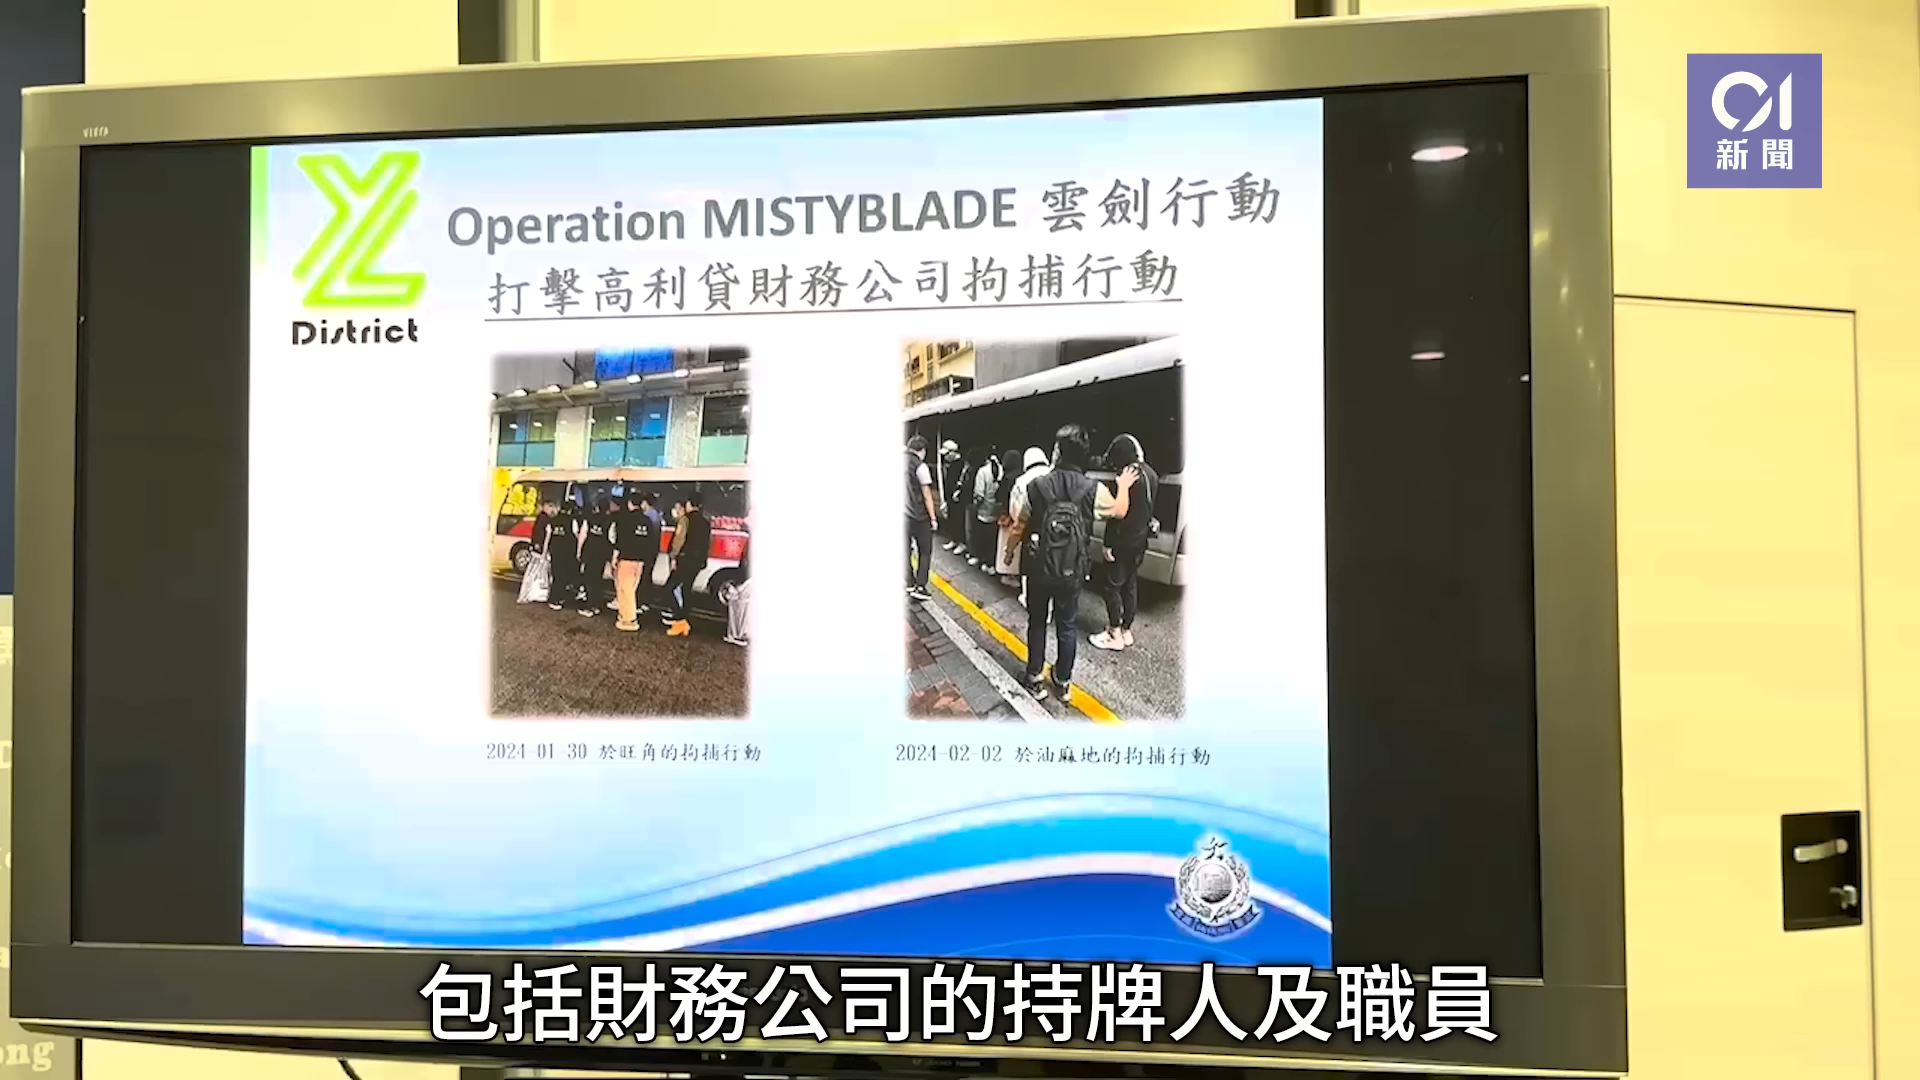 VIERA
01
新聞
YL
District
Operation MISTYBLADE 雲劍行動
打擊高利貸財務公司拘捕行動
2024-01-30 於旺角的拘捕行動
2024-02-02 於油麻地的拘捕行動
包括財務公司的持牌人及職員
ong